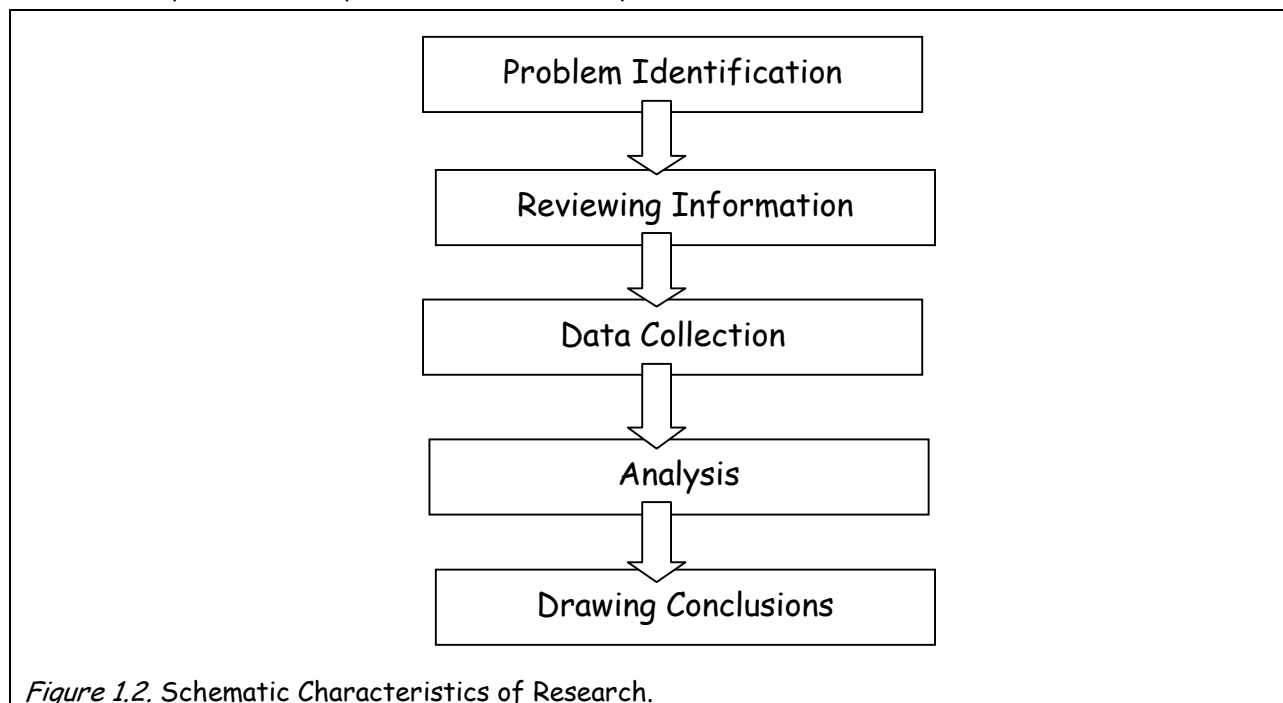 Problem Identification
Reviewing Information
Data Collection
Analysis
Drawing Conclusions
Figure 1.2. Schematic Characteristics of Research.